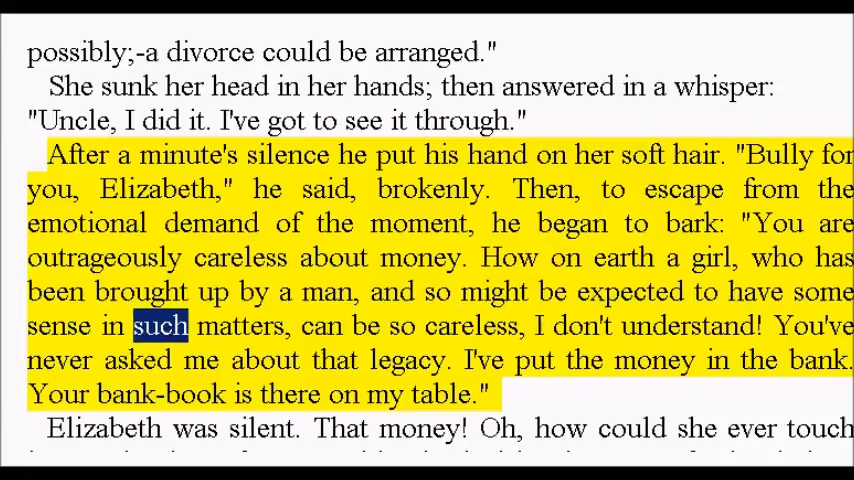 possibly;-a divorce could be arranged."
She sunk her head in her hands; then answered in a whisper:
"Uncle, I did it. I've got to see it through."
After a minute's silence he put his hand on her soft hair. "Bully for
you, Elizabeth," he said, brokenly. Then, to escape from the
emotional demand of the moment, he began to bark: "You are
outrageously careless about money. How on earth a girl, who has
been brought up by a man, and so might be expected to have some
sense in such matters, can be so careless, I don't understand! You've
never asked me about that legacy. I've put the money in the bank.
Your bank-book is there on my table."
Elizabeth was silent. That money! Oh, how could she ever touch